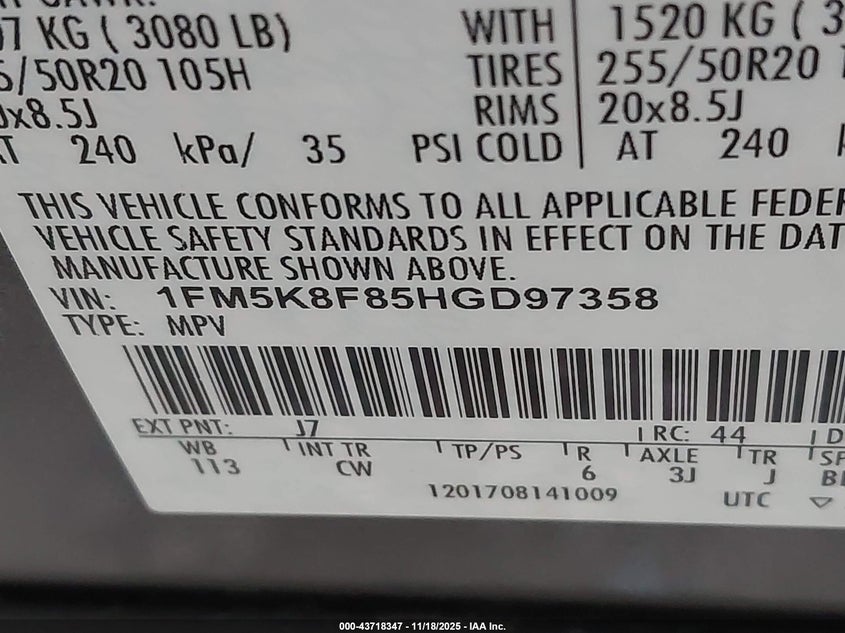 7 KG ( 3080 LB) WITH 1520 KG ( 3
/50R20 105H TIRES 255/50R20
x8.5J RIMS 20x8.5J
AT 240 kPa/ 35 PSI COLD AT 240
THIS VEHICLE CONFORMS TO ALL APPLICABLE FEDER
VEHICLE SAFETY STANDARDS IN EFFECT ON THE DAT
MANUFACTURE SHOWN ABOVE.
VIN: 1FM5K8F85HGD97358
TYPE: MPV
EXT PNT: J7 RC: 44 D
WB INT TR TP/PS R AXLE TR SP
113 CW 6 3J J
1201708141009 UTC
000-43718347 - 11/18/2025 - IAA Inc.